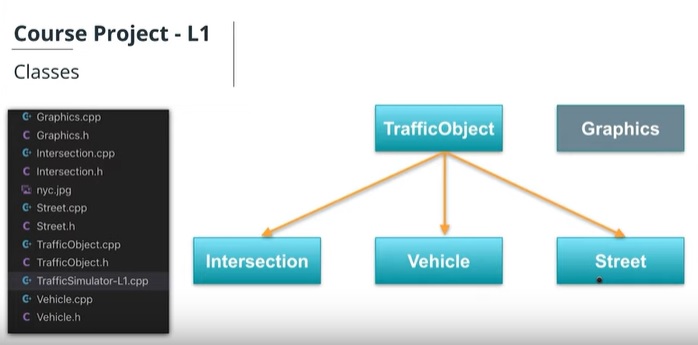 Course Project - L1
Classes
Graphics.cpp
Graphics.h
Intersection.cpp
Intersection.h
nyc.jpg
Street.cpp
Street.h
TrafficObject.cpp
TrafficObject.h
TrafficSimulator-L1.cpp
Vehicle.cpp
Vehicle.h
TrafficObject
Graphics
Intersection
Vehicle
Street